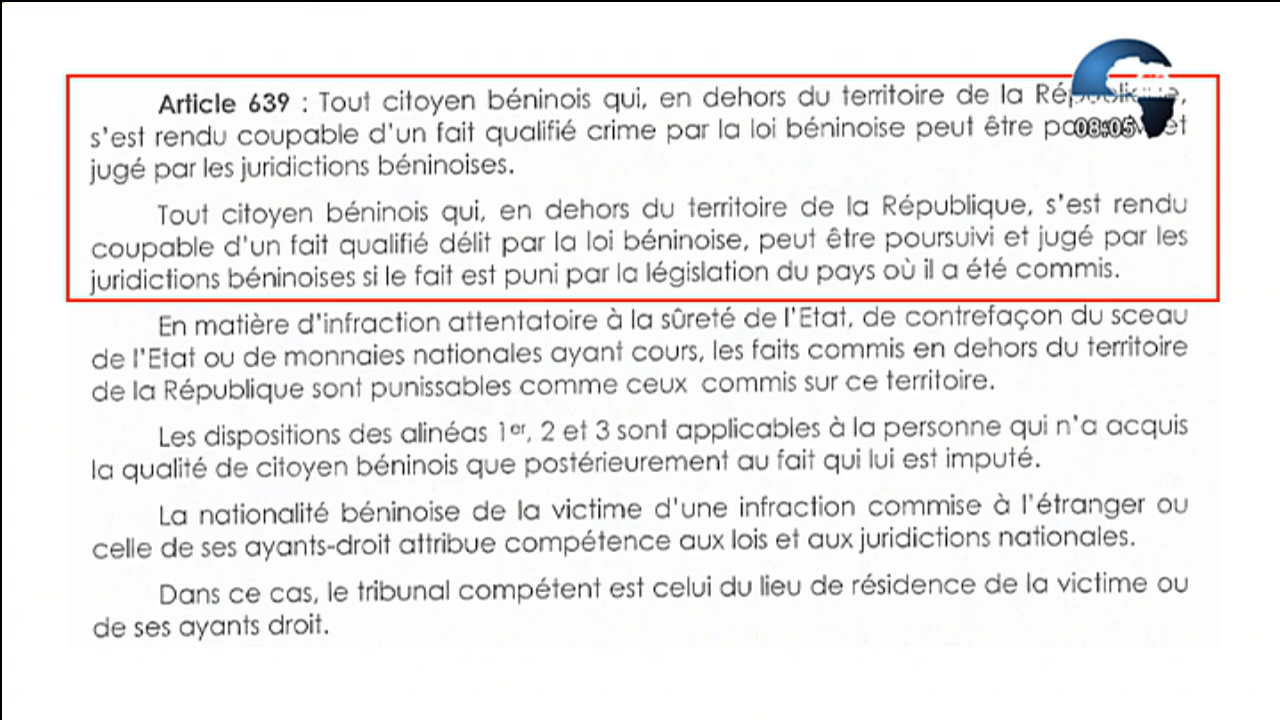 Article 639 : Tout citoyen béninois qui, en dehors du territoire de la République,
s'est rendu coupable d'un fait qualifié crime par la loi béninoise peut être et
jugé par les juridictions béninoises.
Tout citoyen béninois qui, en dehors du territoire de la République, s'est rendu
coupable d'un fait qualifié délit par la loi béninoise, peut être poursuivi et jugé par les
juridictions béninoises si le fait est puni par la législation du pays où il a été commis.
En matière d'infraction attentatoire à la sûreté de l'Etat, de contrefaçon du sceau
de l'Etat ou de monnaies nationales ayant cours, les faits commis en dehors du territoire
de la République sont punissables comme ceux commis sur ce territoire.
Les dispositions des alinéas 1er, 2 et 3 sont applicables à la personne qui n'a acquis
la qualité de citoyen béninois que postérieurement au fait qui lui est imputé.
La nationalité béninoise de la victime d'une infraction commise à l'étranger ou
celle de ses ayants-droit attribue compétence aux lois et aux juridictions nationales.
Dans ce cas, le tribunal compétent est celui du lieu de résidence de la victime ou
de ses ayants droit.
08:05